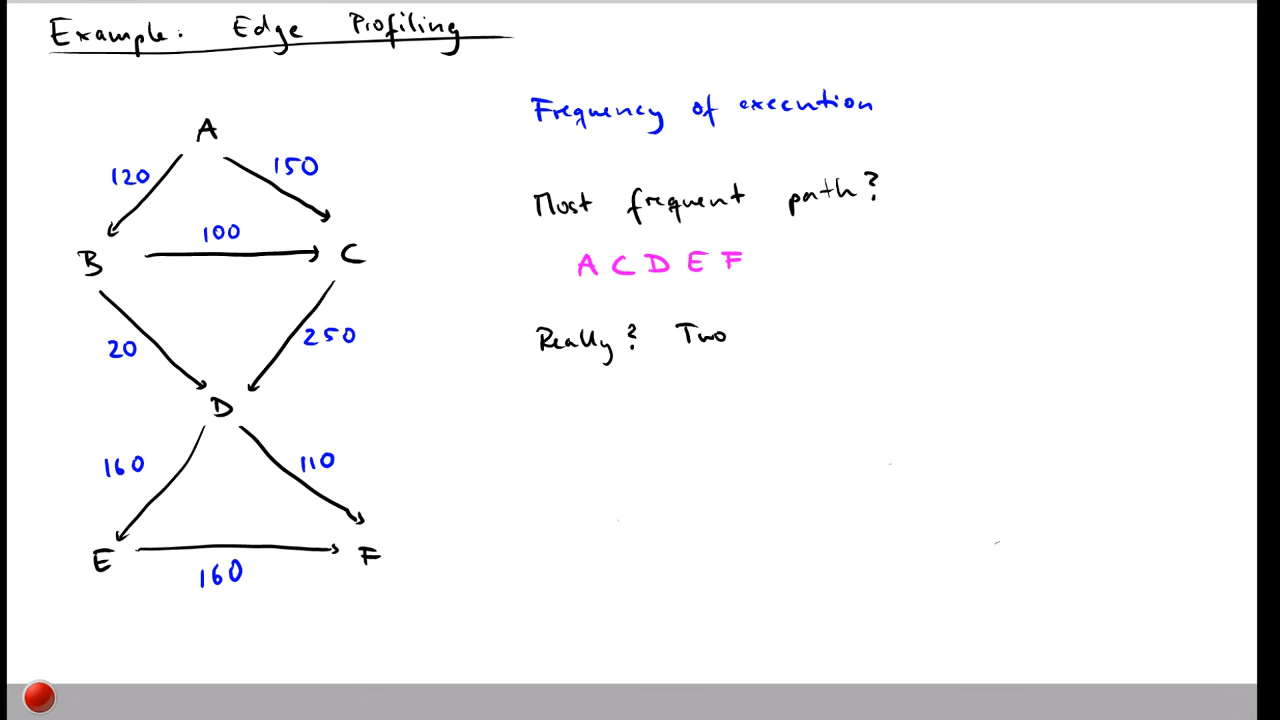 Example: Edge Profiling
Frequency of execution
A
120
150
Most frequent path?
100
B
C
A C D E F
20
250
Really? Two
D
160
110
E
F
160